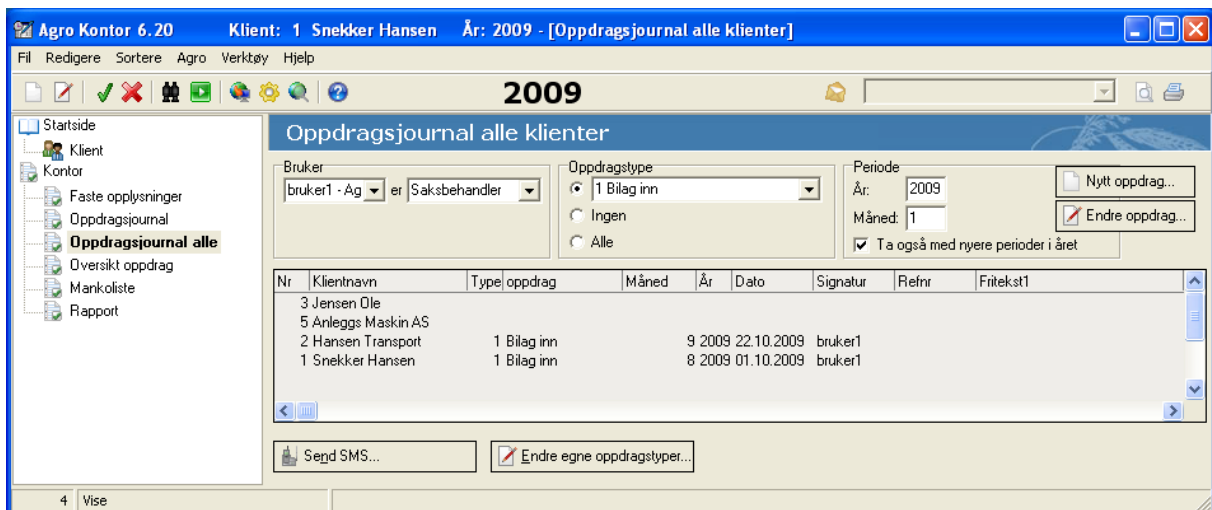 Agro Kontor 6.20 Klient: 1 Snekker Hansen År: 2009 - [Oppdragsjournal alle klienter]
Fil Redigere Sortere Agro Verktøy Hjelp
2009
Startside
Klient
Kontor
Faste opplysninger
Oppdragsjournal
Oppdragsjournal alle
Oversikt oppdrag
Mankoliste
Rapport
Oppdragsjournal alle klienter
Bruker
bruker1 - Ag er Saksbehandler
Oppdragstype
1 Bilag inn
Ingen
Alle
Periode
År: 2009
Måned: 1
Ta også med nyere perioder i året
Nytt oppdrag...
Endre oppdrag...
Nr Klientnavn Type oppdrag Måned År Dato Signatur Refnr Fritekst1
3 Jensen Ole
5 Anleggs Maskin AS
2 Hansen Transport 1 Bilag inn 9 2009 22.10.2009 bruker1
1 Snekker Hansen 1 Bilag inn 8 2009 01.10.2009 bruker1
Send SMS...
Endre egne oppdragstyper...
4 Vise